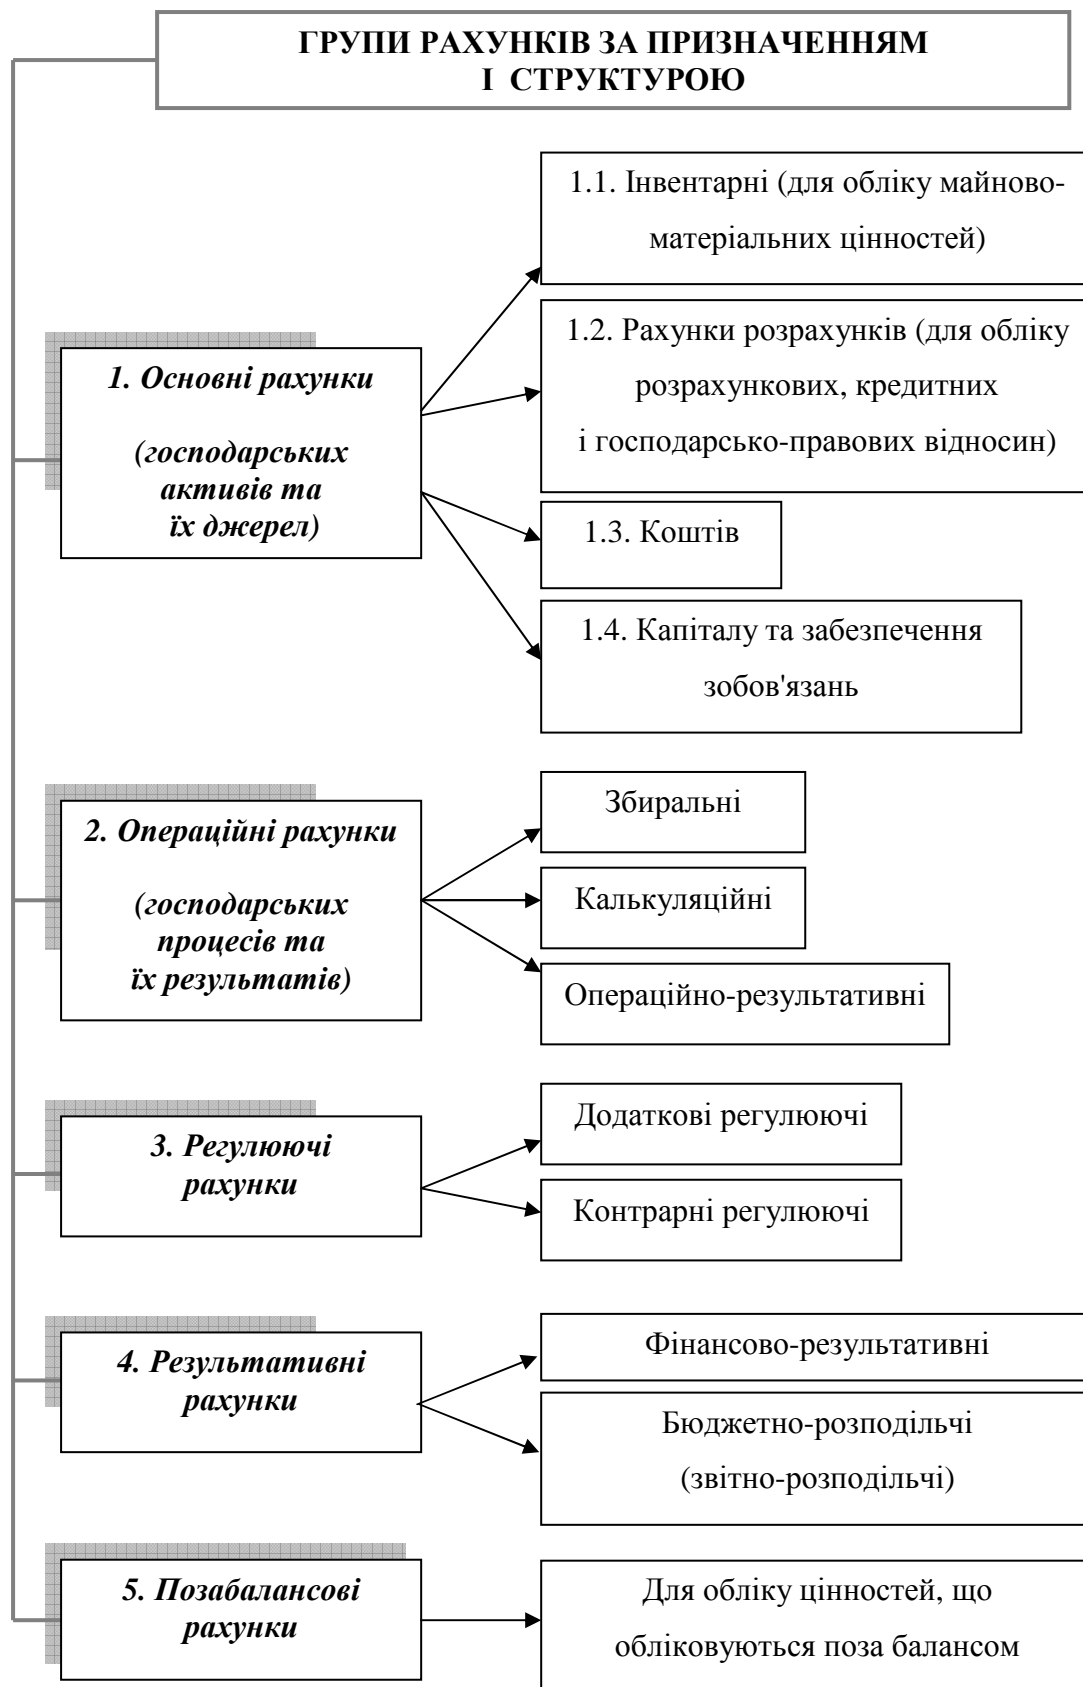 ГРУПИ РАХУНКІВ ЗА ПРИЗНАЧЕННЯМ
І СТРУКТУРОЮ
1. Основні рахунки
(господарських
активів та
їх джерел)
1.1. Інвентарні (для обліку майново-
матеріальних цінностей)
1.2. Рахунки розрахунків (для обліку
розрахункових, кредитних
і господарсько-правових відносин)
1.3. Коштів
1.4. Капіталу та забезпечення
зобов'язань
2. Операційні рахунки
(господарських
процесів та
їх результатів)
Збиральні
Калькуляційні
Операційно-результативні
3. Регулюючі
рахунки
Додаткові регулюючі
Контрарні регулюючі
4. Результативні
рахунки
Фінансово-результативні
Бюджетно-розподільчі
(звітно-розподільчі)
5. Позабалансові
рахунки
Для обліку цінностей, що
обліковуються поза балансом